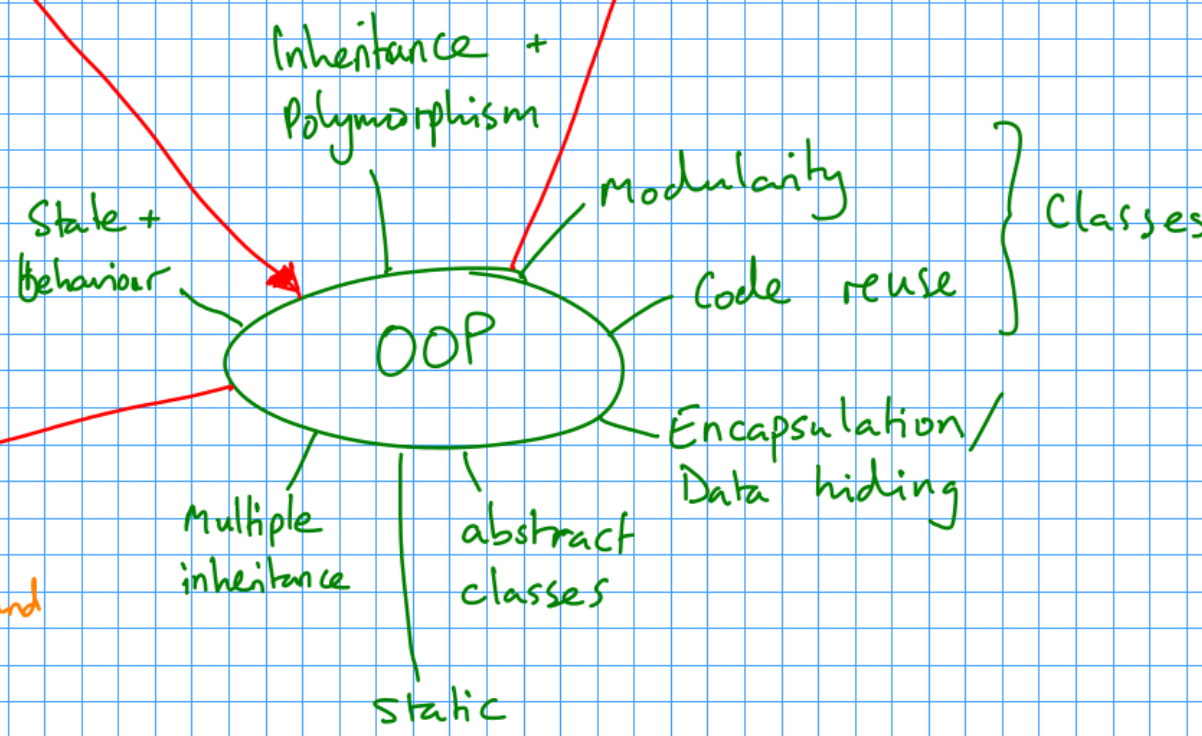 Inheritance +
Polymorphism
Modularity
Classes
State +
Behaviour
Code reuse
OOP
Encapsulation/
Data hiding
Multiple
inheritance
abstract
classes
static